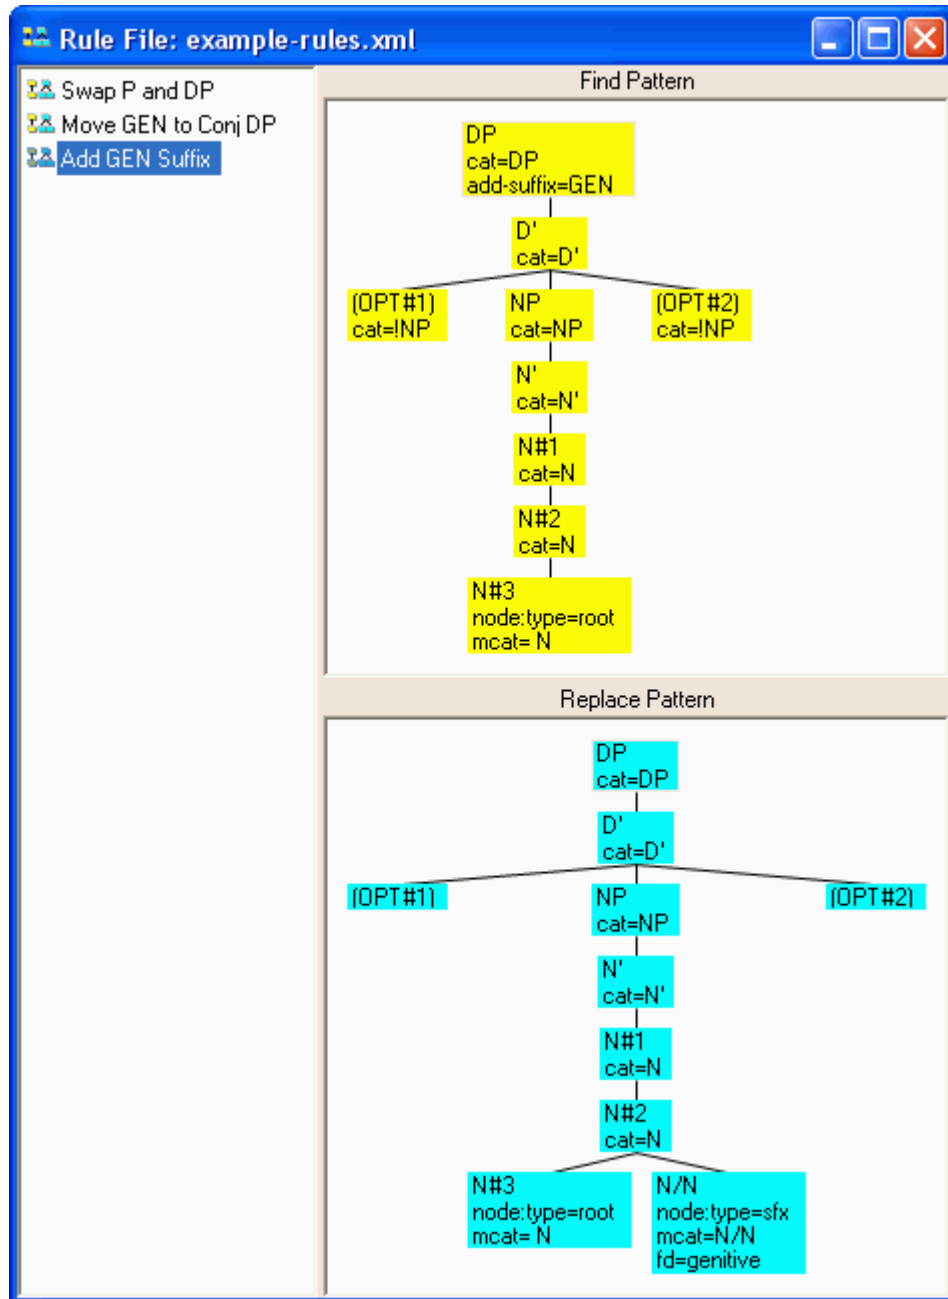 Rule File: example-rules.xml
Swap P and DP
Move GEN to Conj DP
Add GEN Suffix
Find Pattern
DP
cat=DP
add-suffix=GEN
D'
cat=D'
(OPT#1)
cat=!NP
NP
cat=NP
(OPT#2)
cat=!NP
N'
cat=N'
N#1
cat=N
N#2
cat=N
N#3
node:type=root
mcat= N
Replace Pattern
DP
cat=DP
D'
cat=D'
(OPT#1)
NP
cat=NP
(OPT#2)
N'
cat=N'
N#1
cat=N
N#2
cat=N
N#3
node:type=root
mcat= N
N/N
node:type=sfx
mcat=N/N
fd=genitive